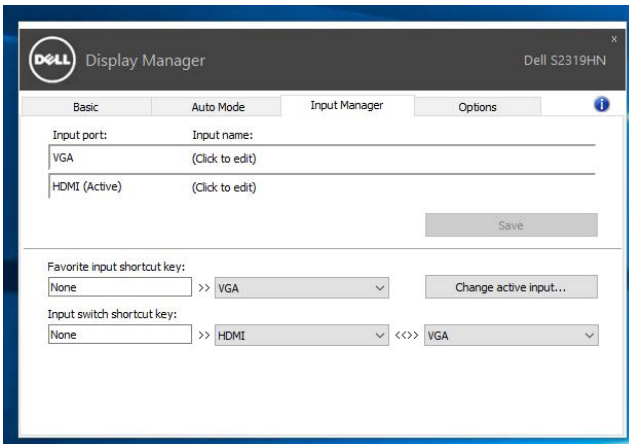 DELL Display Manager Dell S2319HN
x
Basic Auto Mode Input Manager Options i
Input port: Input name:
VGA (Click to edit)
HDMI (Active) (Click to edit)
Save
Favorite input shortcut key:
None >> VGA Change active input...
Input switch shortcut key:
None >> HDMI <<>> VGA